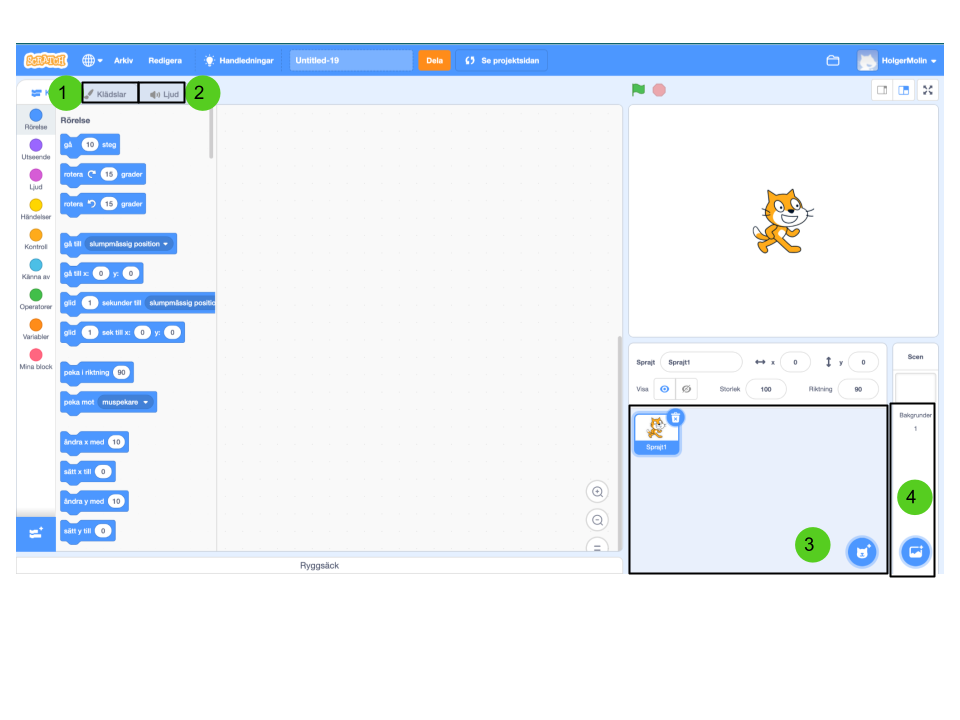 SCRATCH Arkiv Redigera Handledningar Untitled-19 Dela Se projektsidan HolgerMolin
K 1 Klädslar Ljud 2
Rörelse
Utseende
Ljud
Händelser
Kontroll
Känna av
Operatorer
Variabler
Mina block
Rörelse
gå 10 steg
rotera 15 grader
rotera 15 grader
gå till slumpmässig position
gå till x: 0 y: 0
glid 1 sekunder till slumpmässig positio
glid 1 sek till x: 0 y: 0
peka i riktning 90
peka mot muspekare
ändra x med 10
sätt x till 0
ändra y med 10
sätt y till 0
Ryggsäck
Sprajt Sprajt1 x 0 y 0
Visa Storlek 100 Riktning 90
Sprajt1
3
Scen
Bakgrunder
1
4